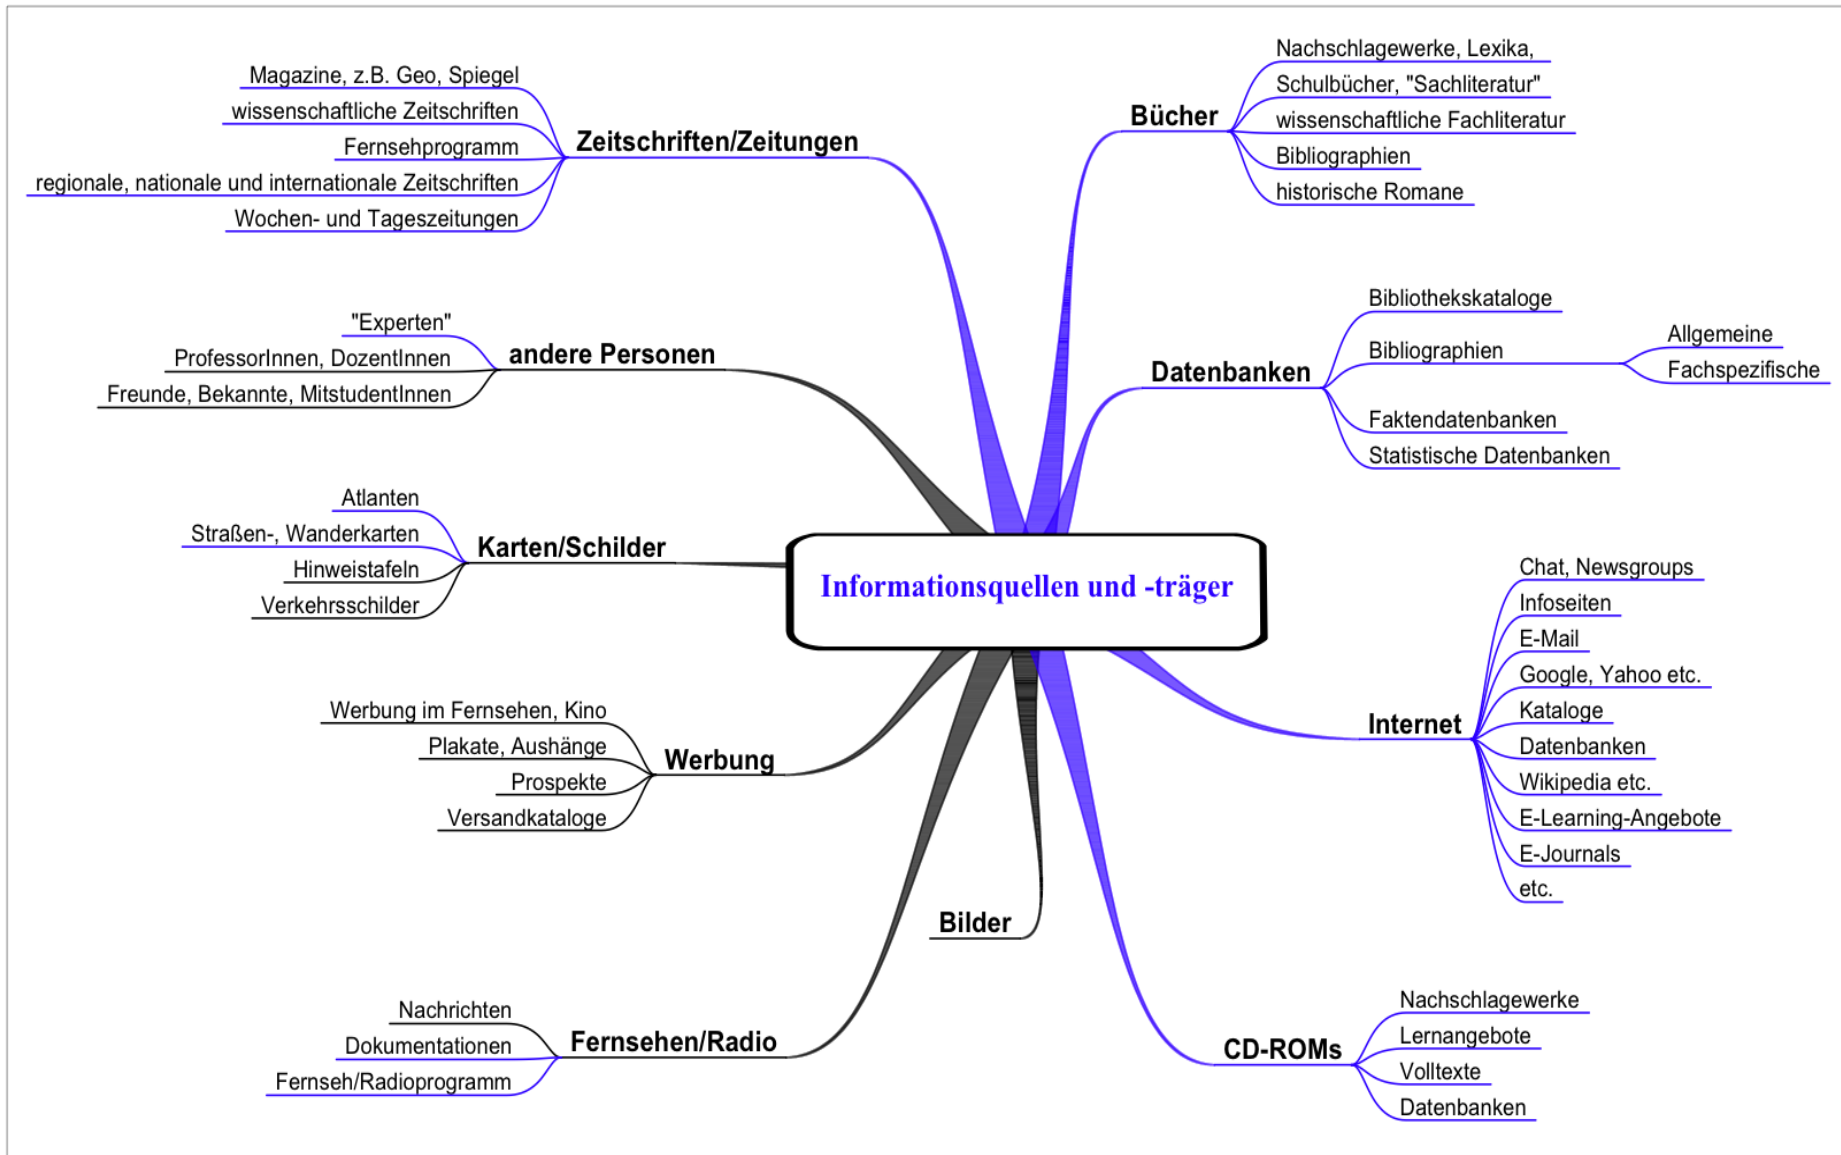 Informationsquellen und -träger
Bücher
Nachschlagewerke, Lexika,
Schulbücher, "Sachliteratur"
wissenschaftliche Fachliteratur
Bibliographien
historische Romane
Datenbanken
Bibliothekskataloge
Bibliographien
Allgemeine
Fachspezifische
Faktendatenbanken
Statistische Datenbanken
Internet
Chat, Newsgroups
Infoseiten
E-Mail
Google, Yahoo etc.
Kataloge
Datenbanken
Wikipedia etc.
E-Learning-Angebote
E-Journals
etc.
CD-ROMs
Nachschlagewerke
Lernangebote
Volltexte
Datenbanken
Zeitschriften/Zeitungen
Magazine, z.B. Geo, Spiegel
wissenschaftliche Zeitschriften
Fernsehprogramm
regionale, nationale und internationale Zeitschriften
Wochen- und Tageszeitungen
andere Personen
"Experten"
ProfessorInnen, DozentInnen
Freunde, Bekannte, MitstudentInnen
Karten/Schilder
Atlanten
Straßen-, Wanderkarten
Hinweistafeln
Verkehrsschilder
Werbung
Werbung im Fernsehen, Kino
Plakate, Aushänge
Prospekte
Versandkataloge
Bilder
Fernsehen/Radio
Nachrichten
Dokumentationen
Fernseh/Radioprogramm